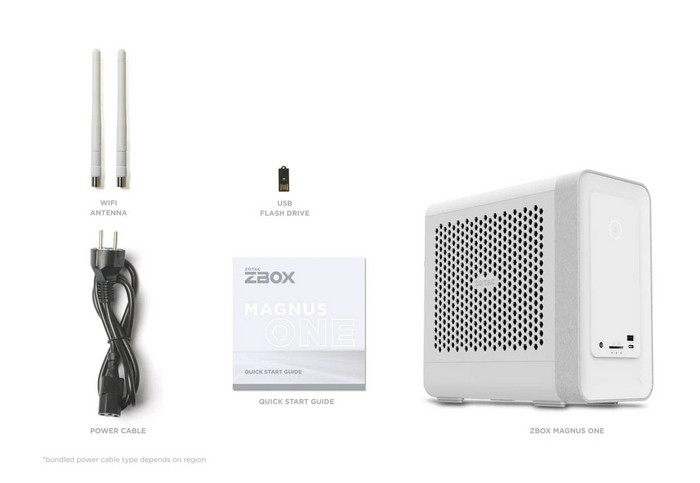 WIFI
ANTENNA
USB
FLASH DRIVE
ZOTAC
ZBOX
MAGNUS
ONE
QUICK START GUIDE
QUICK START GUIDE
POWER CABLE
ZBOX MAGNUS ONE
*bundled power cable type depends on region